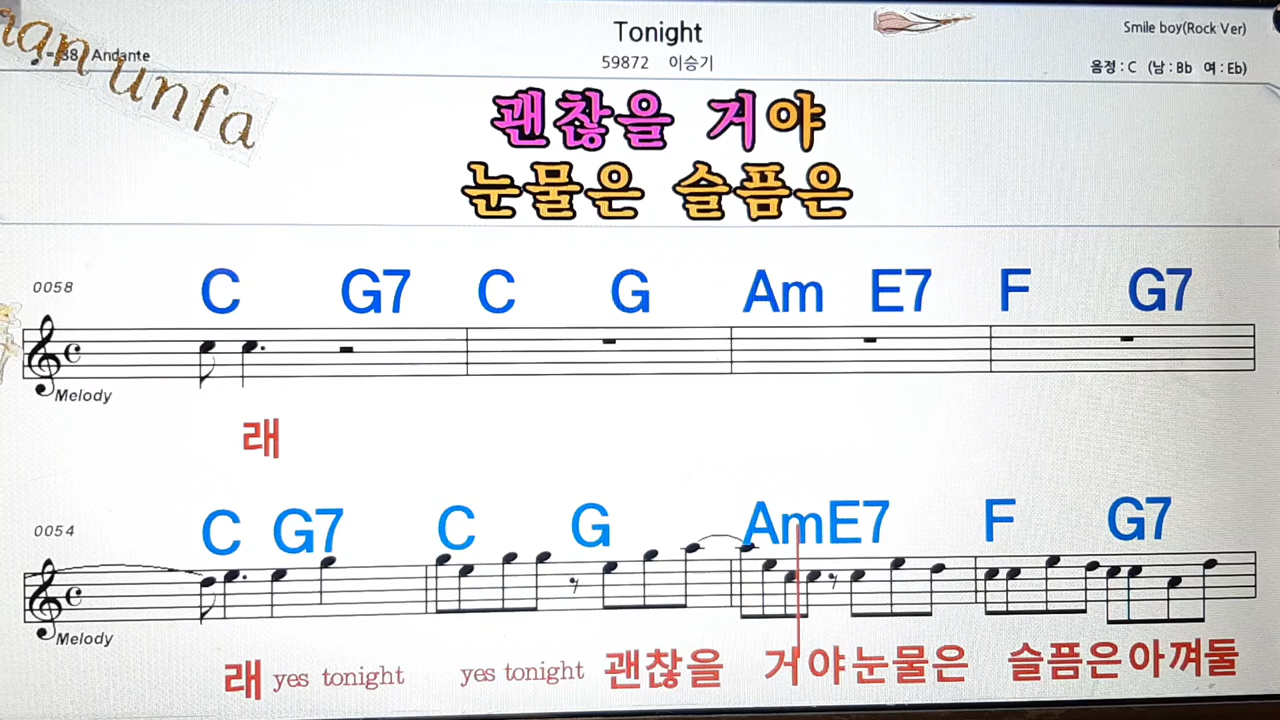 Tonight
59872 이승기
Smile boy(Rock Ver)
Andante
unfa
음정 : C (남 : Bb 여 : Eb)
괜찮을 거야
눈물은 슬픔은
0058
C G7 C G Am E7 F G7
Melody
래
0054
C G7 C G Am E7 F G7
Melody
래 yes tonight yes tonight 괜찮을 거야눈물은 슬픔은아껴둘